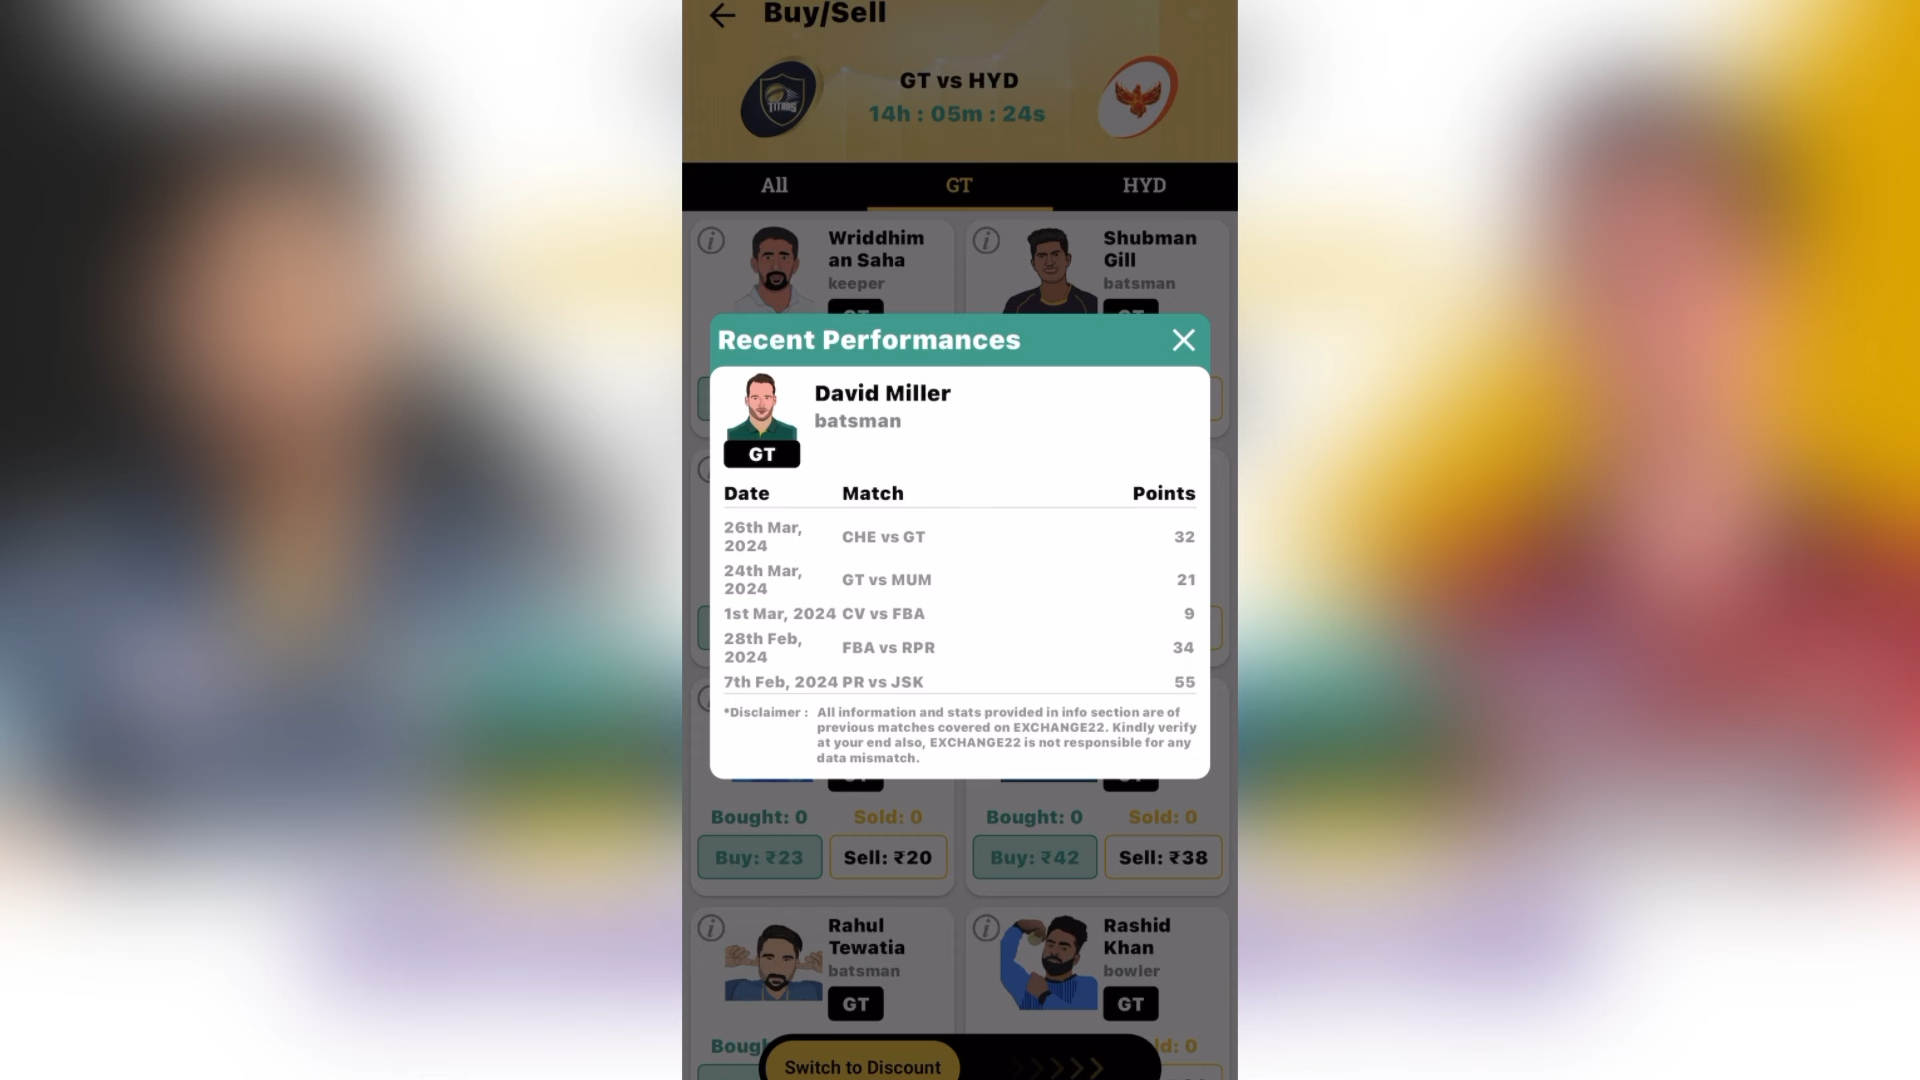 Buy/Sell
TITANS
GT vs HYD
14h : 05m : 24s
All GT HYD
Wriddhim
an Saha
keeper
Shubman
Gill
batsman
Recent Performances
David Miller
batsman
GT
Date Match Points
26th Mar,
2024
CHE vs GT 32
24th Mar,
2024
GT vs MUM 21
1st Mar, 2024 CV vs FBA 9
28th Feb,
2024
FBA vs RPR 34
7th Feb, 2024 PR vs JSK 55
*Disclaimer : All information and stats provided in info section are of
previous matches covered on EXCHANGE22. Kindly verify
at your end also, EXCHANGE22 is not responsible for any
data mismatch.
Bought: 0 Sold: 0
Buy: ₹23 Sell: ₹20
Bought: 0 Sold: 0
Buy: ₹42 Sell: ₹38
Rahul
Tewatia
batsman
GT
Rashid
Khan
bowler
GT
Switch to Discount